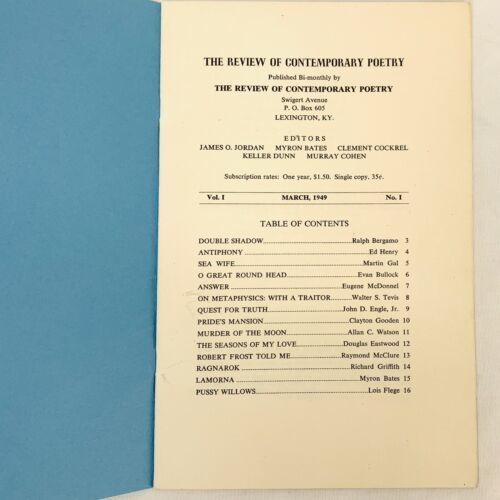 THE REVIEW OF CONTEMPORARY POETRY
Published Bi-monthly by
THE REVIEW OF CONTEMPORARY POETRY
Swigert Avenue
P. O. Box 605
LEXINGTON, KY.
EDITORS
JAMES O. JORDAN MYRON BATES CLEMENT COCKREL
KELLER DUNN MURRAY COHEN
Subscription rates: One year, $1.50. Single copy, 35¢.
Vol. I MARCH, 1949 No. I
TABLE OF CONTENTS
DOUBLE SHADOW Ralph Bergamo 3
ANTIPHONY Ed Henry 4
SEA WIFE Martin Gal 5
O GREAT ROUND HEAD Evan Bullock 6
ANSWER Eugene McDonnel 7
ON METAPHYSICS: WITH A TRAITOR Walter S. Tevis 8
QUEST FOR TRUTH John D. Engle, Jr. 9
PRIDE'S MANSION Clayton Gooden 10
MURDER OF THE MOON Allan C. Watson 11
THE SEASONS OF MY LOVE Douglas Eastwood 12
ROBERT FROST TOLD ME Raymond McClure 13
RAGNAROK Richard Griffith 14
LAMORNA Myron Bates 15
PUSSY WILLOWS Lois Flege 16